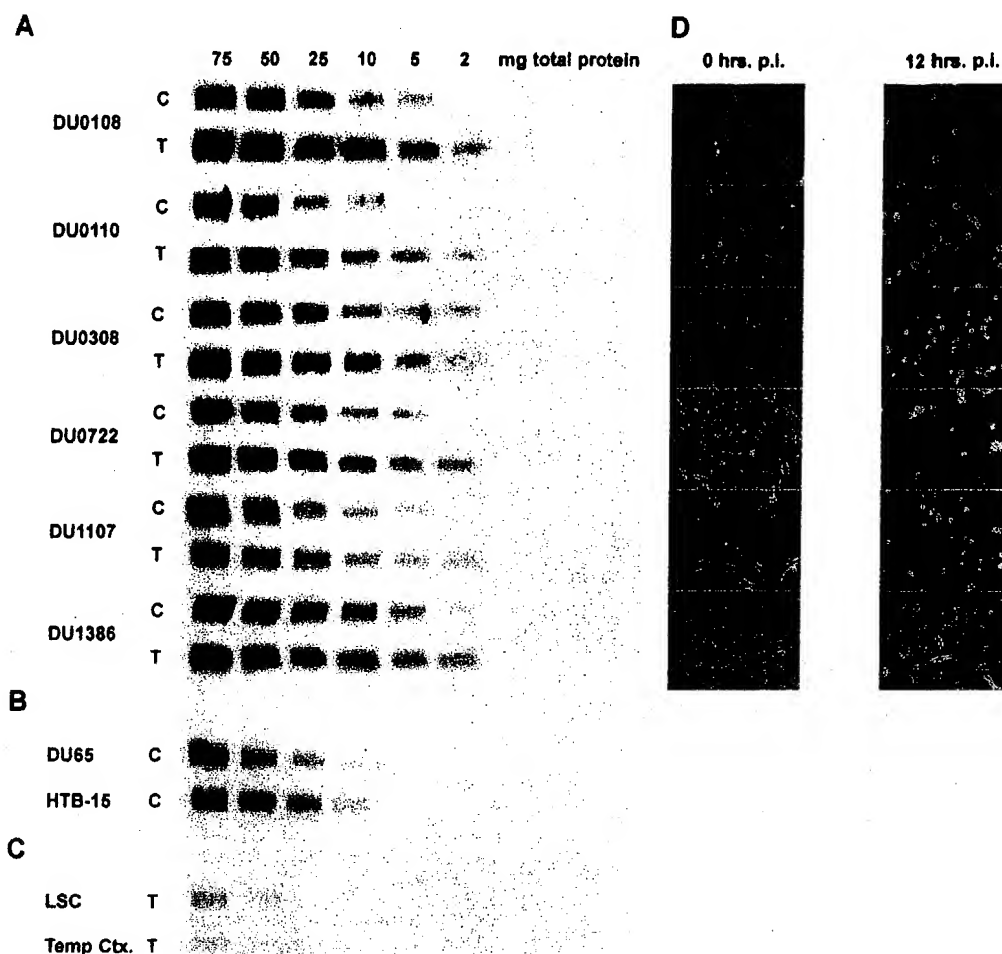 A
75 50 25 10 5 2 mg total protein
DU0108 C
T
DU0110 C
T
DU0308 C
T
DU0722 C
T
DU1107 C
T
DU1386 C
T
B
DU65 C
HTB-15 C
C
LSC T
Temp Ctx. T
D
0 hrs. p.i. 12 hrs. p.i.